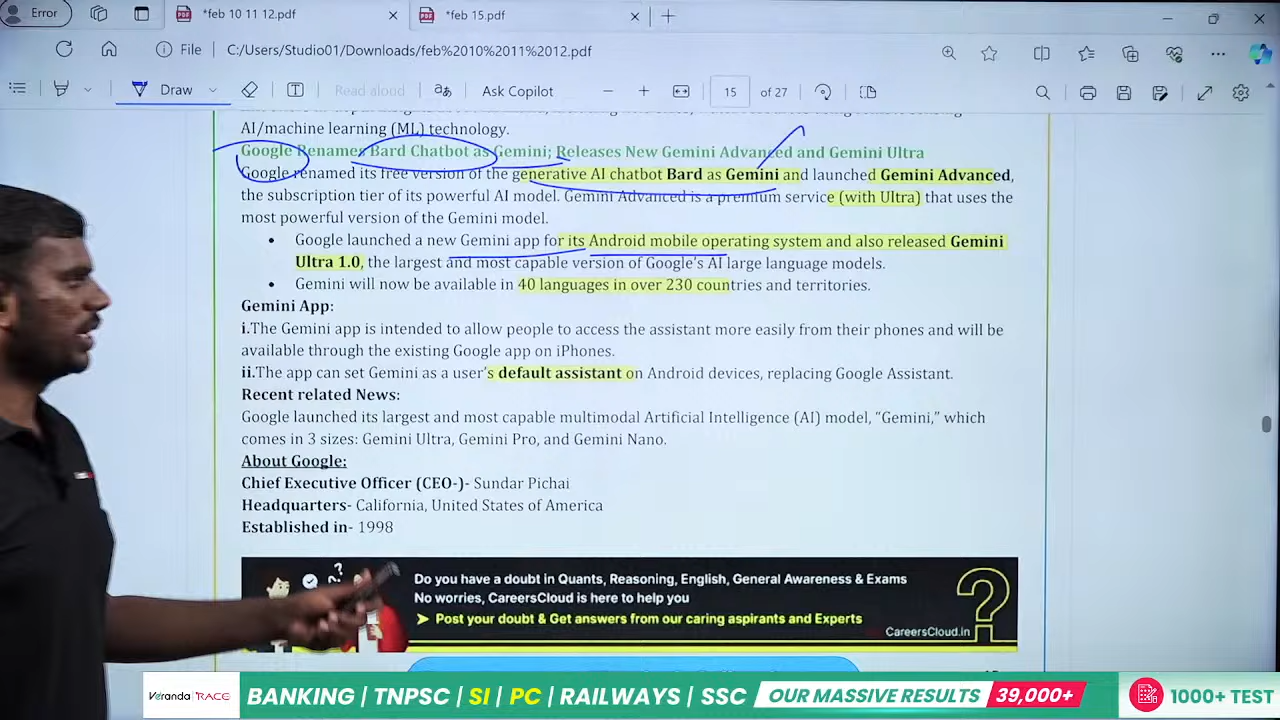 Error
*feb 10 11 12.pdf
*feb 15.pdf
File
C:/Users/Studio01/Downloads/feb%2010%2011%2012.pdf
Draw
Read aloud
Ask Copilot
15 of 27
AI/machine learning (ML) technology.
Google Renames Bard Chatbot as Gemini; Releases New Gemini Advanced and Gemini Ultra
Google renamed its free version of the generative AI chatbot Bard as Gemini and launched Gemini Advanced,
the subscription tier of its powerful AI model. Gemini Advanced is a premium service (with Ultra) that uses the
most powerful version of the Gemini model.
• Google launched a new Gemini app for its Android mobile operating system and also released Gemini
Ultra 1.0, the largest and most capable version of Google's AI large language models.
• Gemini will now be available in 40 languages in over 230 countries and territories.
Gemini App:
i.The Gemini app is intended to allow people to access the assistant more easily from their phones and will be
available through the existing Google app on iPhones.
ii.The app can set Gemini as a user's default assistant on Android devices, replacing Google Assistant.
Recent related News:
Google launched its largest and most capable multimodal Artificial Intelligence (AI) model, “Gemini,” which
comes in 3 sizes: Gemini Ultra, Gemini Pro, and Gemini Nano.
About Google:
Chief Executive Officer (CEO-)- Sundar Pichai
Headquarters- California, United States of America
Established in- 1998
Do you have a doubt in Quants, Reasoning, English, General Awareness & Exams
No worries, CareersCloud is here to help you
➤ Post your doubt & Get answers from our caring aspirants and Experts
CareersCloud.in
Veranda RACE
BANKING | TNPSC | SI | PC | RAILWAYS | SSC
OUR MASSIVE RESULTS 39,000+
1000+ TEST